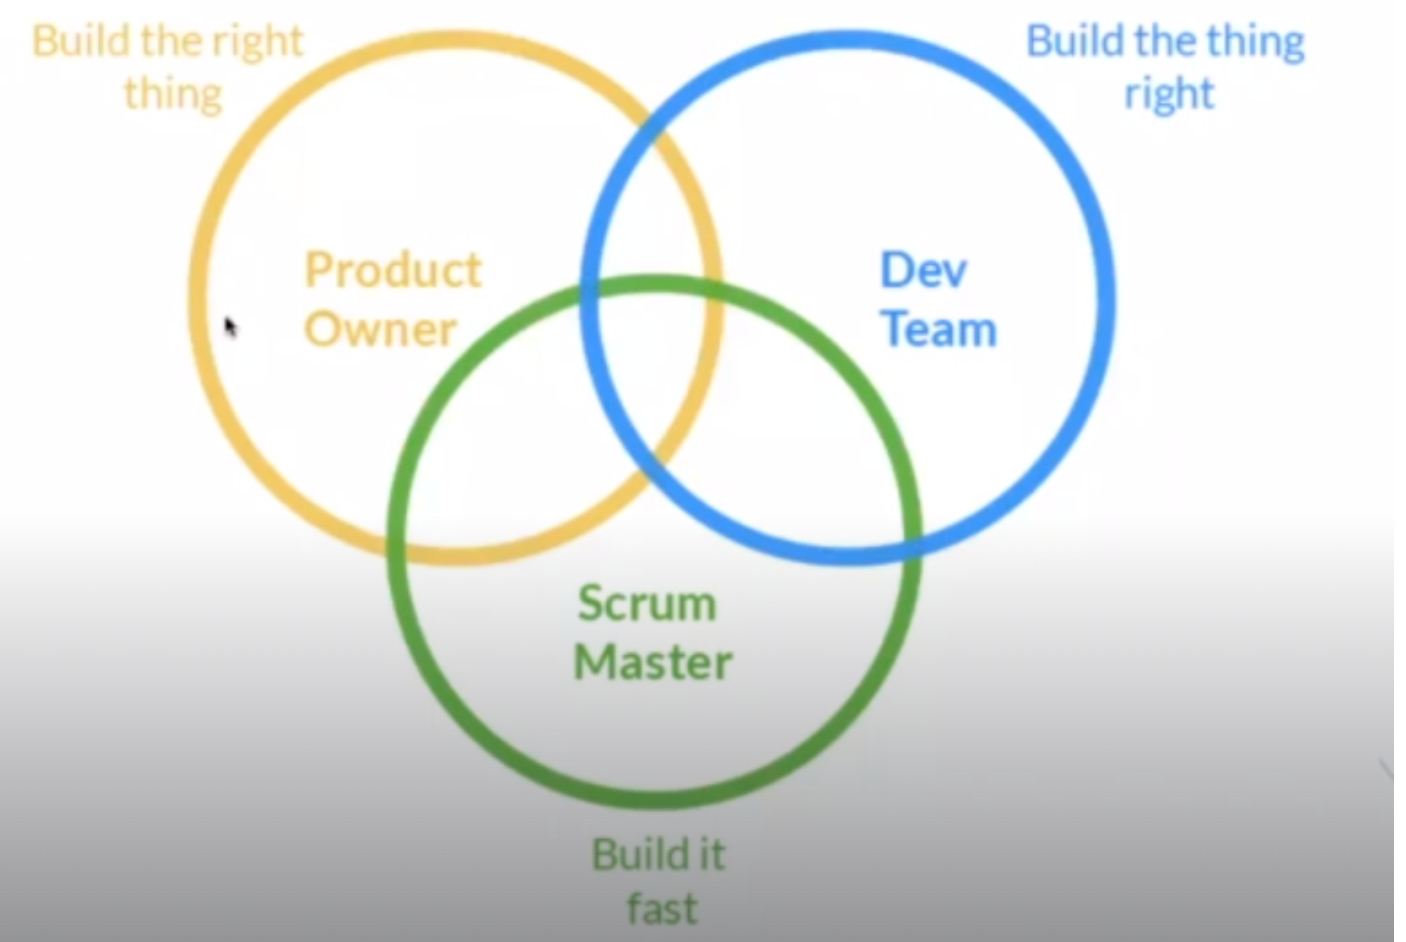 Build the right
thing
Build the thing
right
Product
Owner
Dev
Team
Scrum
Master
Build it
fast